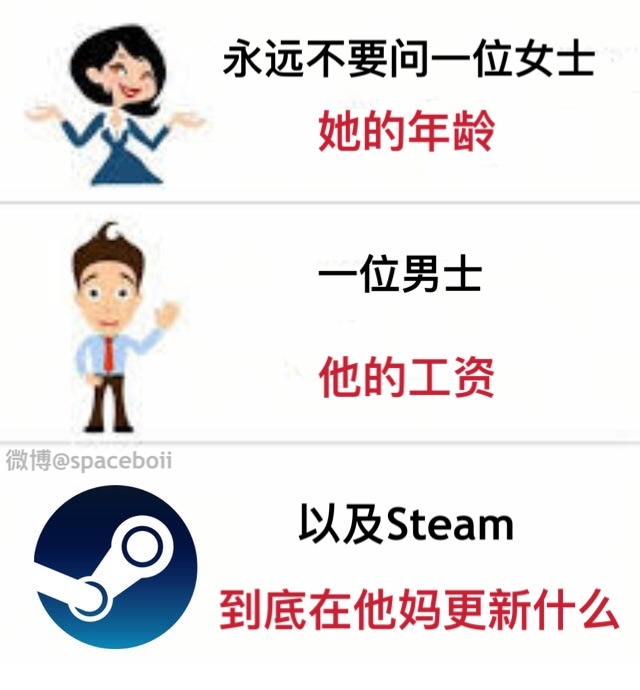 永远不要问一位女士
她的年龄
一位男士
他的工资
微博@spaceboii
以及Steam
到底在他妈更新什么